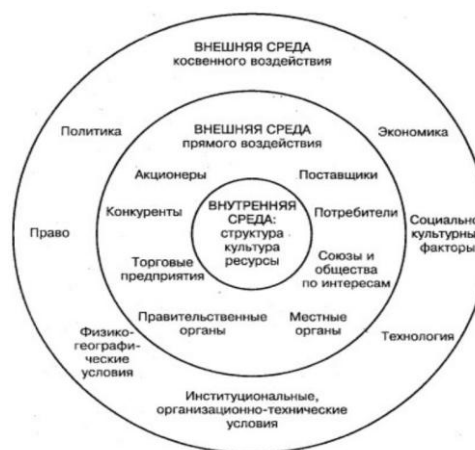 ВНЕШНЯЯ СРЕДА
косвенного воздействия
Политика
Экономика
ВНЕШНЯЯ СРЕДА
прямого воздействия
Акционеры
Поставщики
Конкуренты
ВНУТРЕННЯЯ
СРЕДА:
структура
культура
ресурсы
Потребители
Право
Социально
культурны
факторы
Торговые
предприятия
Союзы и
общества
по интересам
Правительственные
органы
Местные
органы
Физико-
географи-
ческие
условия
Технология
Институциональные,
организационно-технические
условия